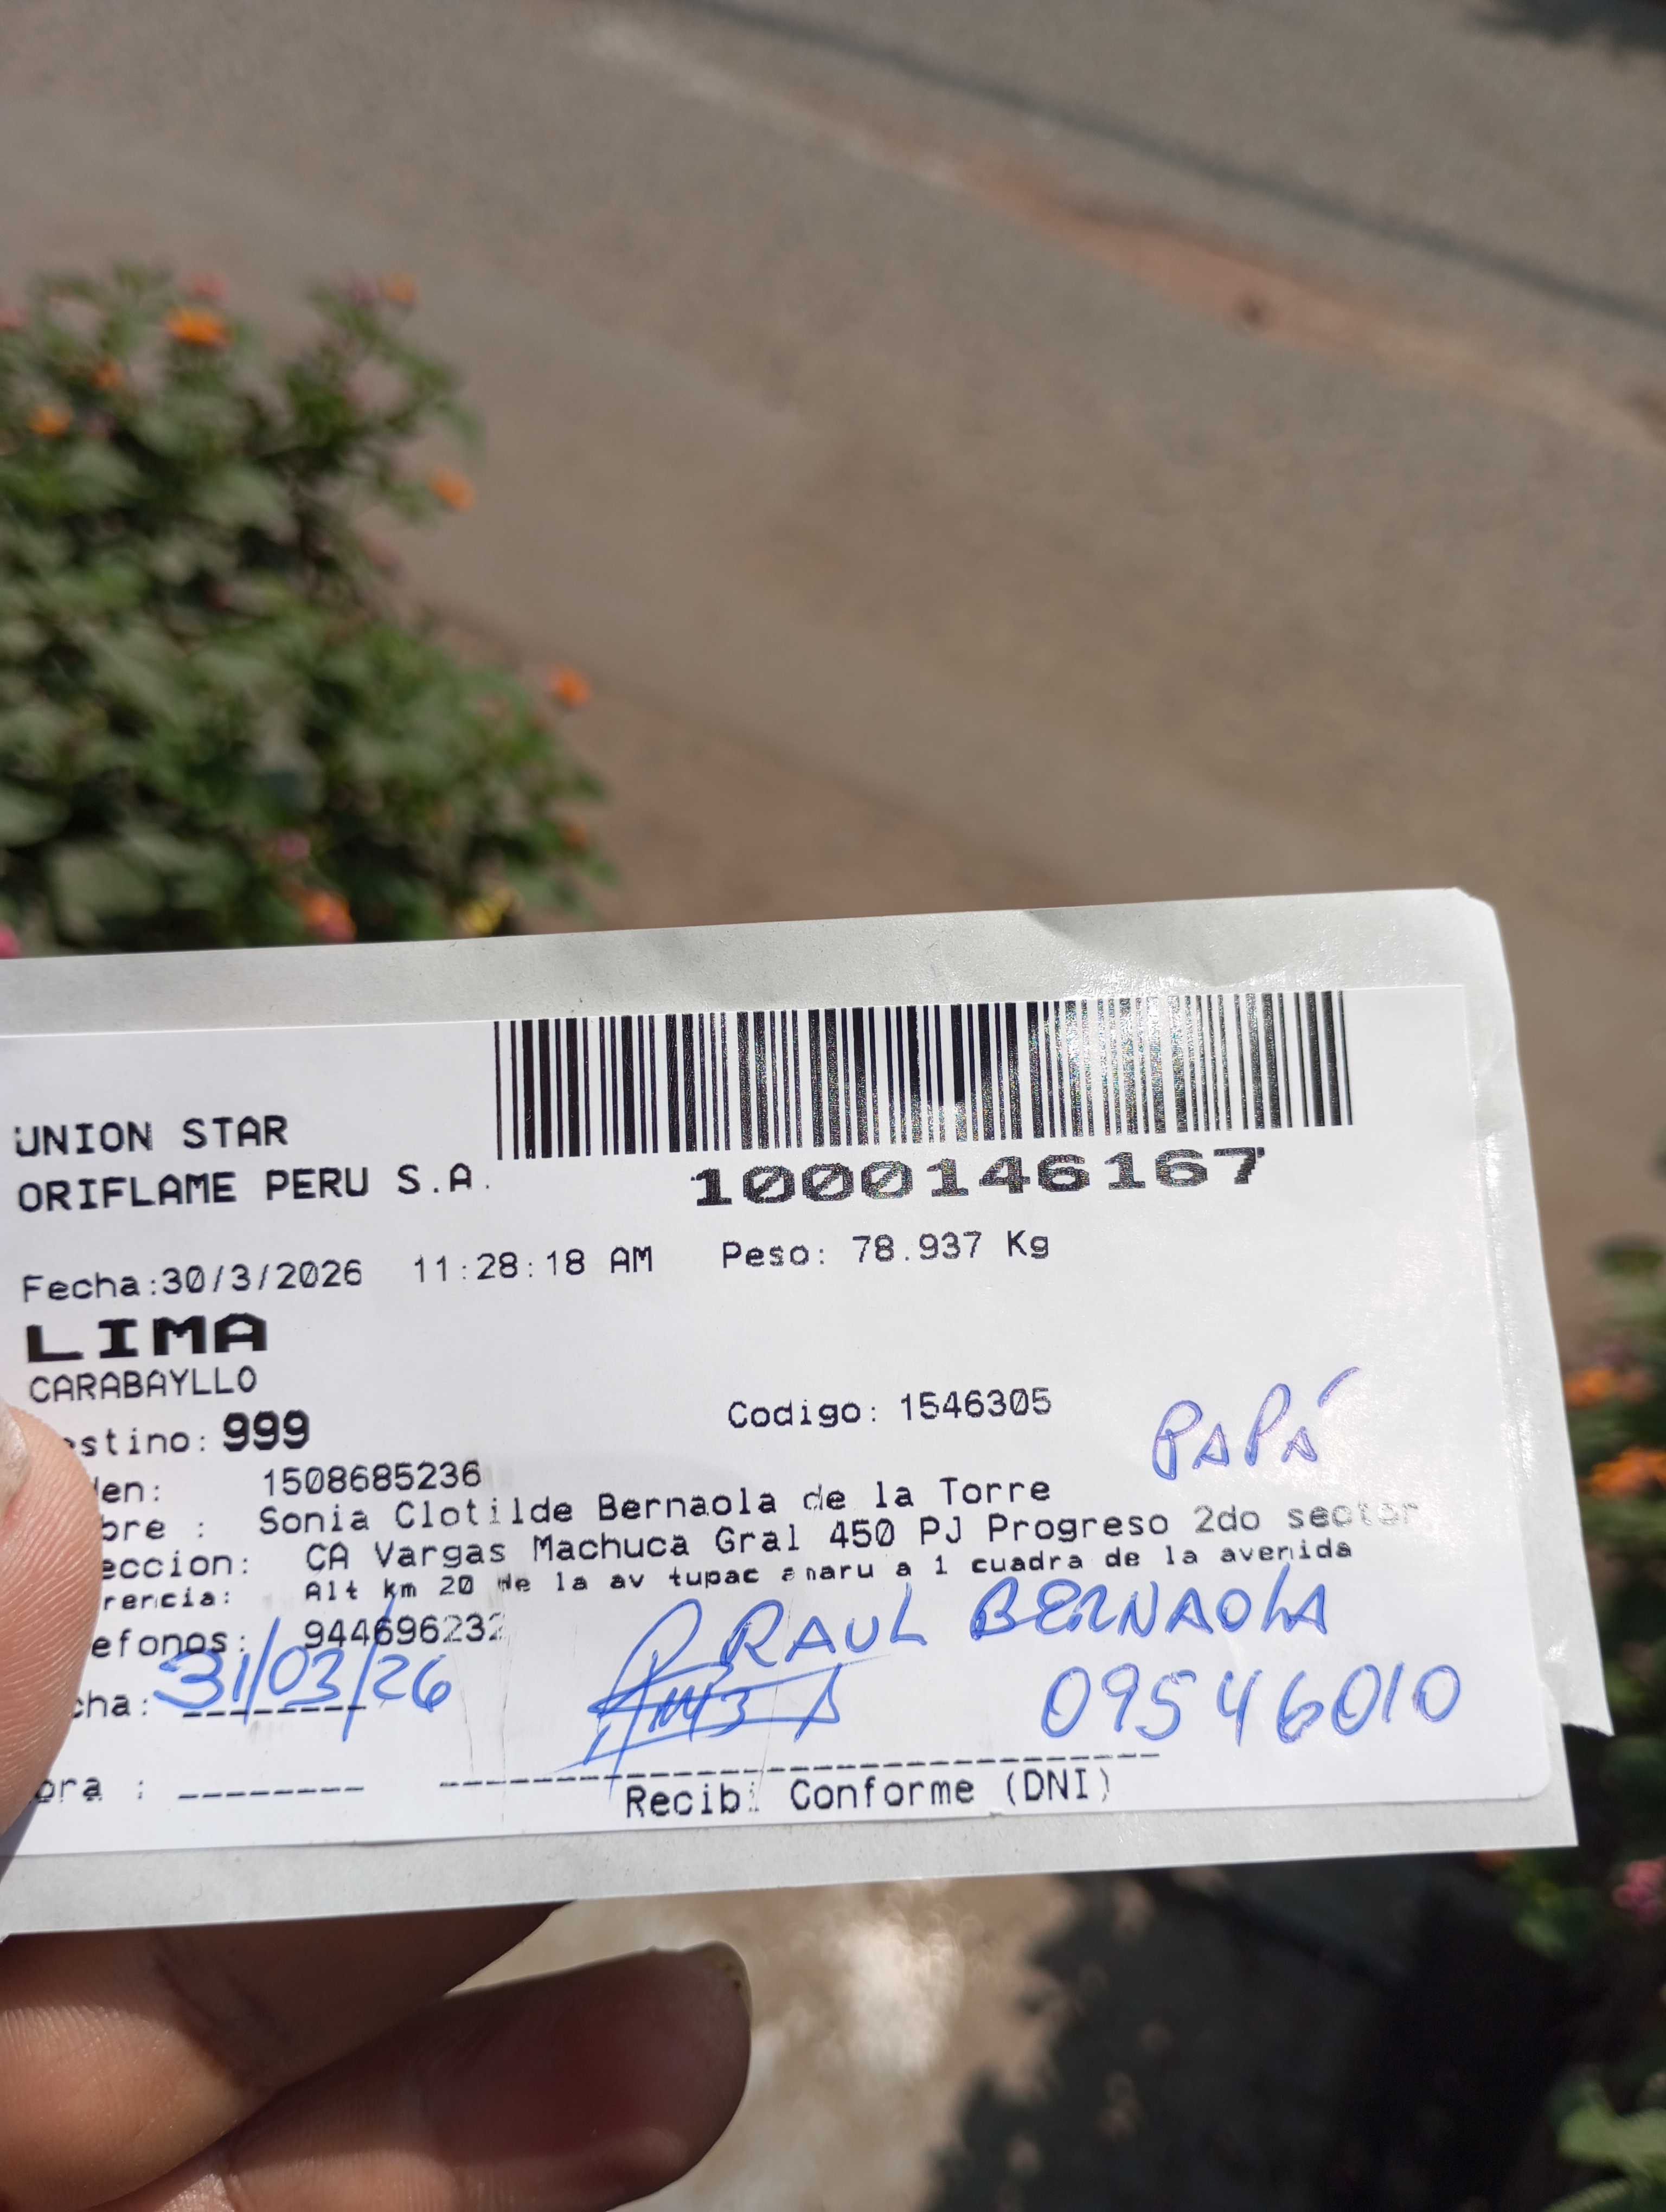 UNION STAR
ORIFLAME PERU S.A.
1000146167
Fecha:30/3/2026 11:28:18 AM Peso: 78.937 Kg
LIMA
CARABAYLLO
estino: 999 Codigo: 1546305
PAPÁ
en: 1508685236
bre : Sonia Clotilde Bernaola de la Torre
eccion: CA Vargas Machuca Gral 450 PJ Progreso 2do sector
rencia: Alt km 20 de la av tupac amaru a 1 cuadra de la avenida
efonos: 944696232
RAUL BERNAOLA
cha: 31/03/26
09546010
ora :
Recibi Conforme (DNI)